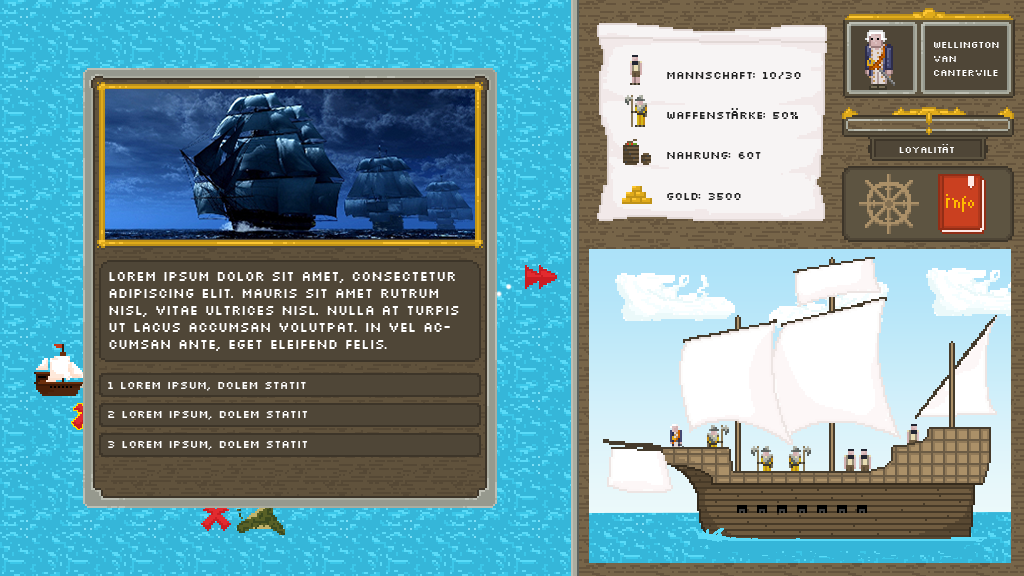 LOREM IPSUM DOLOR SIT AMET, CONSECTETUR
ADIPISCING ELIT. MAURIS SIT AMET RUTRUM
NISL, VITAE ULTRICES NISL. NULLA AT TURPIS
UT LACUS ACCUMSAN VOLUTPAT. IN VEL AC-
CUMSAN ANTE, EGET ELEIFEND FELIS.
1 LOREM IPSUM, DOLEM STATIT
2 LOREM IPSUM, DOLEM STATIT
3 LOREM IPSUM, DOLEM STATIT
MANNSCHAFT: 10/30
WAFFENSTÄRKE: 50%
NAHRUNG: 60T
GOLD: 3500
WELLINGTON
VAN
CANTERVILE
LOYALITÄT
info